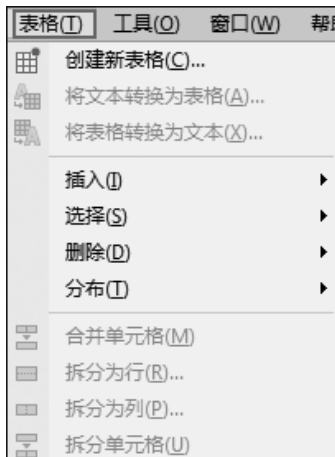 表格(T) 工具(O) 窗口(W) 帮
创建新表格(C)...
将文本转换为表格(A)...
将表格转换为文本(X)...
插入(I)
选择(S)
删除(D)
分布(T)
合并单元格(M)
拆分为行(R)...
拆分为列(P)...
拆分单元格(U)